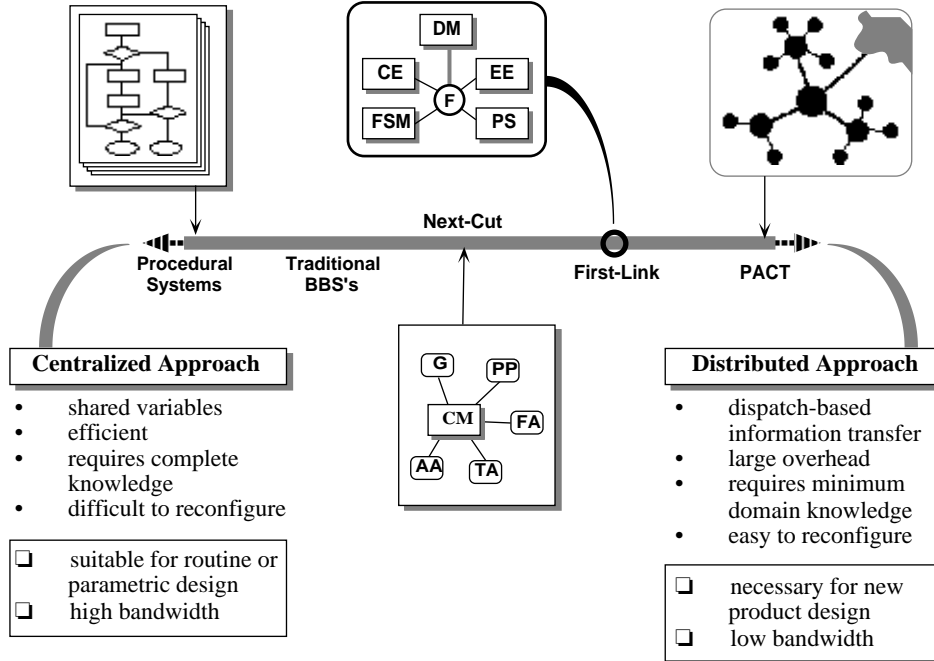 DM
CE
EE
F
FSM
PS
Next-Cut
Procedural
Systems
Traditional
BBS's
First-Link
PACT
Centralized Approach
• shared variables
• efficient
• requires complete
knowledge
• difficult to reconfigure
❑ suitable for routine or
parametric design
❑ high bandwidth
G
PP
CM
FA
AA
TA
Distributed Approach
• dispatch-based
information transfer
• large overhead
• requires minimum
domain knowledge
• easy to reconfigure
❑ necessary for new
product design
❑ low bandwidth